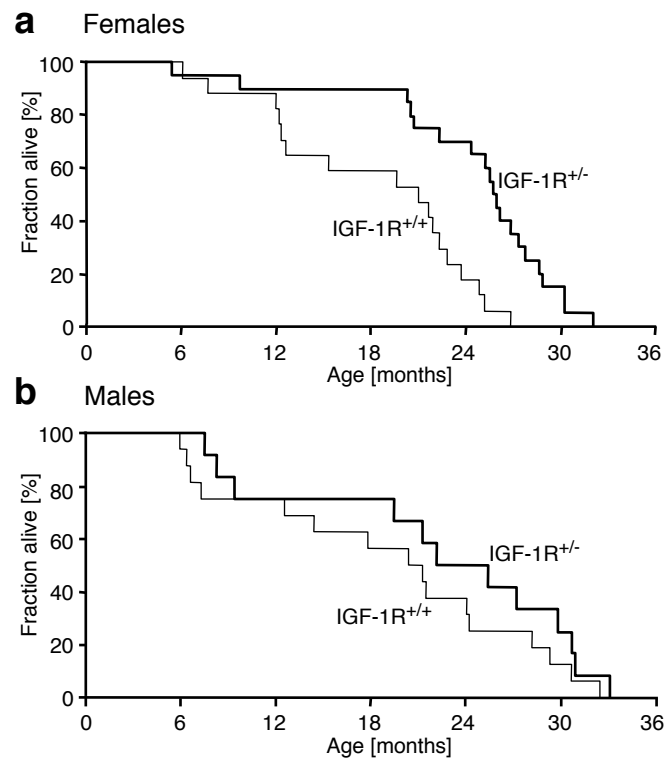 a Females
100
80
60
40
20
0
Fraction alive [%]
IGF-1R+/-
IGF-1R+/+
0 6 12 18 24 30 36
Age [months]
b Males
100
80
60
40
20
0
Fraction alive [%]
IGF-1R+/-
IGF-1R+/+
0 6 12 18 24 30 36
Age [months]